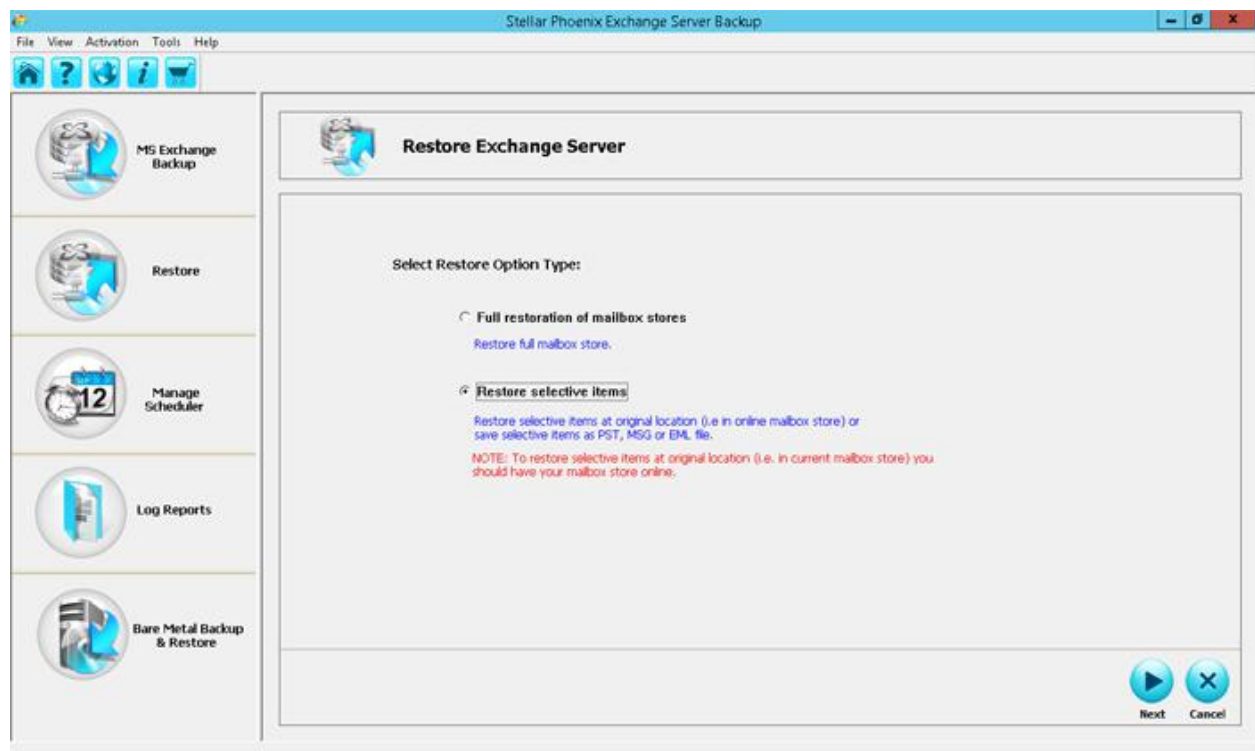 Stellar Phoenix Exchange Server Backup
File View Activation Tools Help
MS Exchange
Backup
Restore
Manage
Scheduler
12
Log Reports
Bare Metal Backup
& Restore
Restore Exchange Server
Select Restore Option Type:
Full restoration of mailbox stores
Restore full mailbox store.
Restore selective items
Restore selective items at original location (i.e in online mailbox store) or
save selective items as PST, MSG or EML file.
NOTE: To restore selective items at original location (i.e. in current mailbox store) you
should have your mailbox store online.
Next Cancel